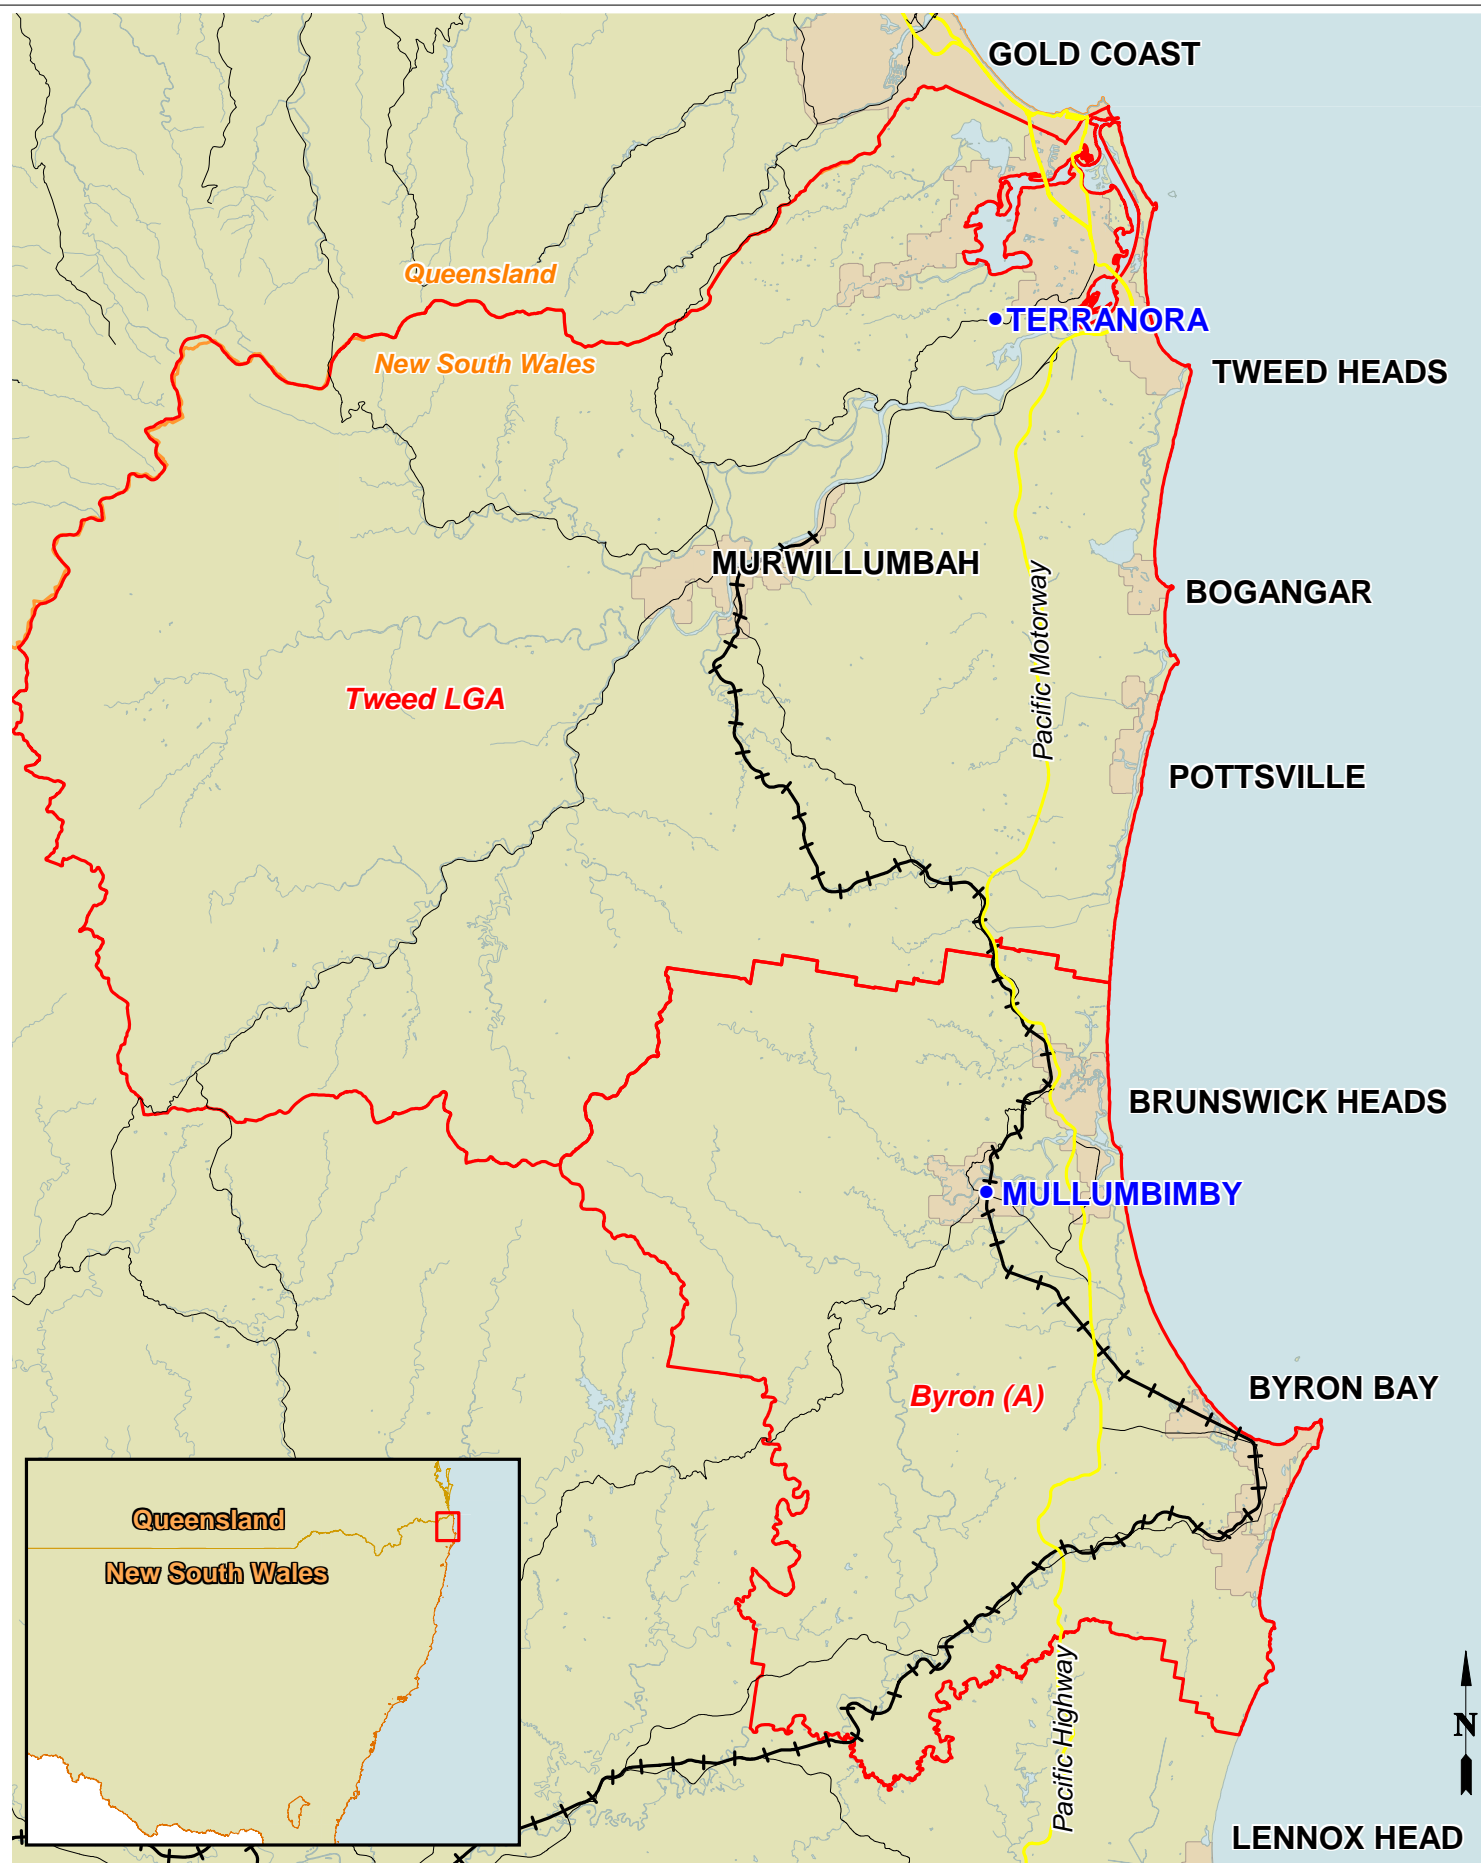 GOLD COAST
Queensland
TERRANORA
New South Wales
TWEED HEADS
MURWILLUMBAH
BOGANGAR
Pacific Motorway
Tweed LGA
POTTSVILLE
BRUNSWICK HEADS
MULLUMBIMBY
BYRON BAY
Byron (A)
Queensland
New South Wales
Pacific Highway
N
LENNOX HEAD